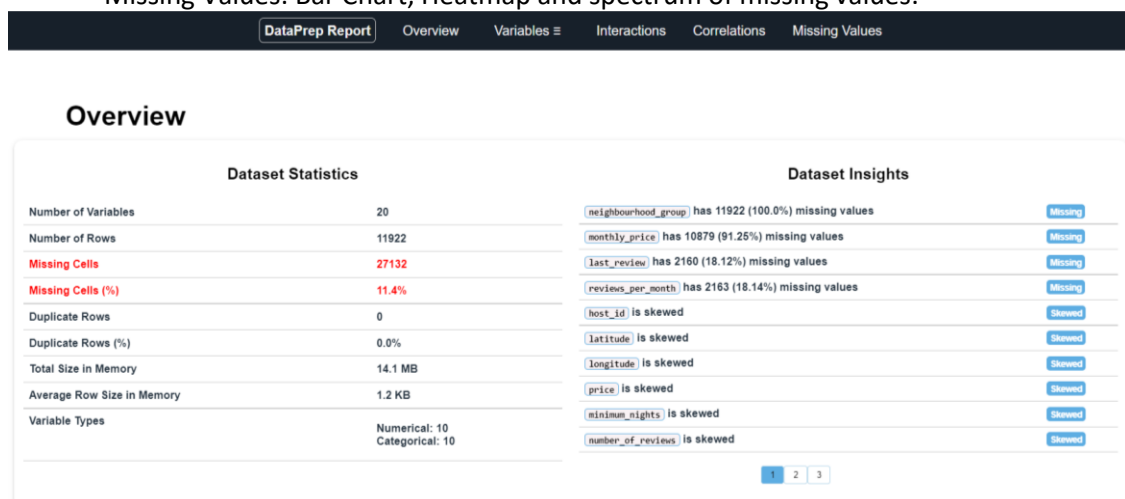 Missing Values: Bar Chart, Heatmap and spectrum of missing values.
DataPrep Report Overview Variables ≡ Interactions Correlations Missing Values
Overview
Dataset Statistics
Number of Variables 20
Number of Rows 11922
Missing Cells 27132
Missing Cells (%) 11.4%
Duplicate Rows 0
Duplicate Rows (%) 0.0%
Total Size in Memory 14.1 MB
Average Row Size in Memory 1.2 KB
Variable Types Numerical: 10
Categorical: 10
Dataset Insights
neighbourhood_group has 11922 (100.0%) missing values Missing
monthly_price has 10879 (91.25%) missing values Missing
last_review has 2160 (18.12%) missing values Missing
reviews_per_month has 2163 (18.14%) missing values Missing
host_id is skewed Skewed
latitude is skewed Skewed
longitude is skewed Skewed
price is skewed Skewed
minimum_nights is skewed Skewed
number_of_reviews is skewed Skewed
1 2 3